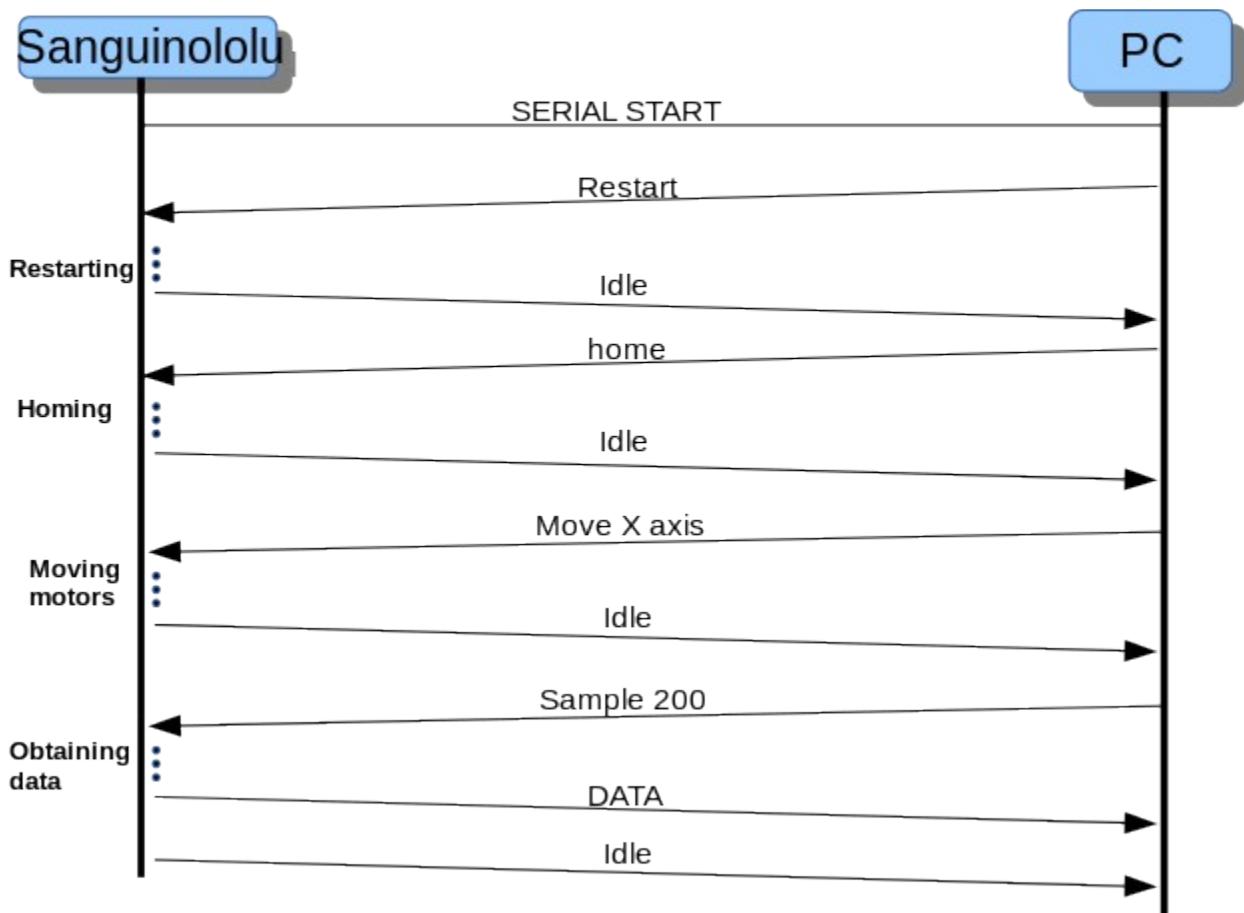 Sanguinololu
PC
SERIAL START
Restart
Restarting
Idle
home
Homing
Idle
Move X axis
Moving
motors
Idle
Sample 200
Obtaining
data
DATA
Idle